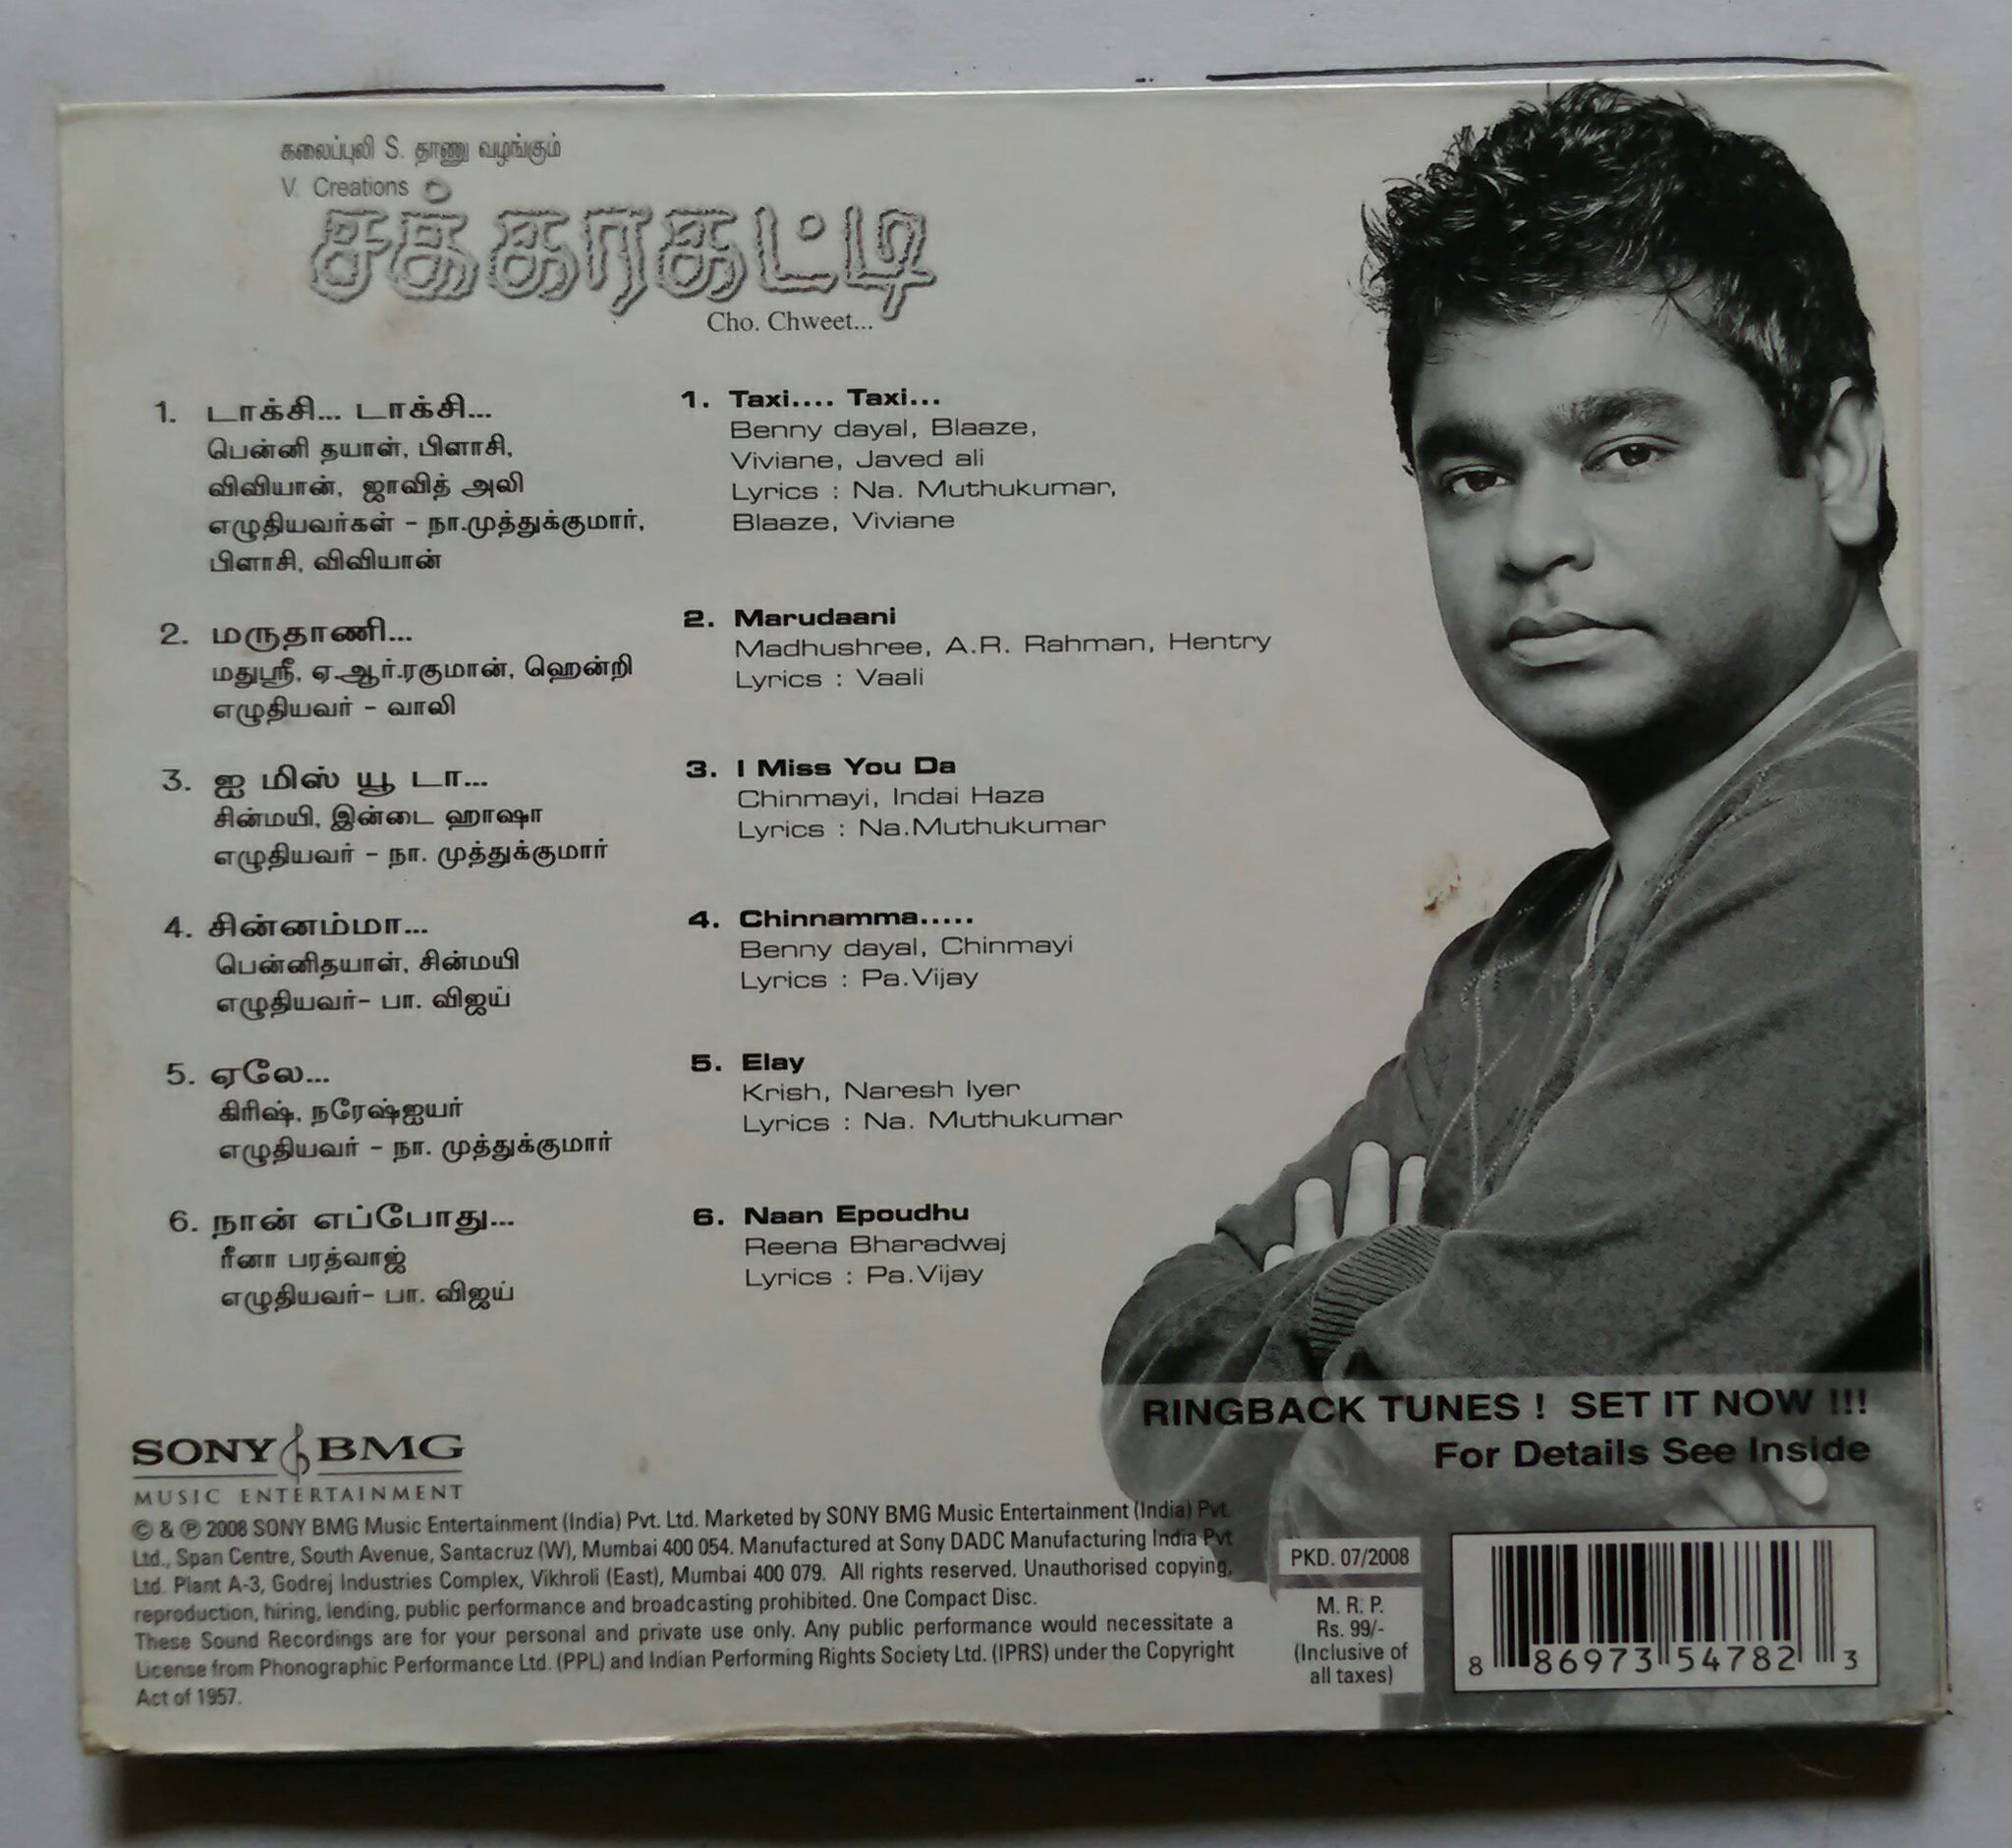 கலைப்புலி S. தாணு வழங்கும்
V. Creations
சக்கரகட்டி
Cho. Chweet...
1. டாக்சி... டாக்சி...
பென்னி தயாள், பிளாசி,
விவியான், ஜாவித் அலி
எழுதியவர்கள் - நா.முத்துக்குமார்,
பிளாசி, விவியான்
2. மருதாணி...
மதுஸ்ரீ, ஏ.ஆர்.ரகுமான், ஹென்றி
எழுதியவர் - வாலி
3. ஐ மிஸ் யூ டா...
சின்மயி, இன்டை ஹாஷா
எழுதியவர் - நா. முத்துக்குமார்
4. சின்னம்மா...
பென்னிதயாள், சின்மயி
எழுதியவர்- பா. விஜய்
5. ஏலே...
கிரிஷ், நரேஷ்ஐயர்
எழுதியவர் - நா. முத்துக்குமார்
6. நான் எப்போது...
ரீனா பரத்வாஜ்
எழுதியவர்- பா. விஜய்
1. Taxi.... Taxi...
Benny dayal, Blaaze,
Viviane, Javed ali
Lyrics : Na. Muthukumar,
Blaaze, Viviane
2. Marudaani
Madhushree, A.R. Rahman, Hentry
Lyrics : Vaali
3. I Miss You Da
Chinmayi, Indai Haza
Lyrics : Na.Muthukumar
4. Chinnamma.....
Benny dayal, Chinmayi
Lyrics : Pa.Vijay
5. Elay
Krish, Naresh Iyer
Lyrics : Na. Muthukumar
6. Naan Epoudhu
Reena Bharadwaj
Lyrics : Pa.Vijay
RINGBACK TUNES ! SET IT NOW !!!
For Details See Inside
SONY BMG
MUSIC ENTERTAINMENT
© & ℗ 2008 SONY BMG Music Entertainment (India) Pvt. Ltd. Marketed by SONY BMG Music Entertainment (India) Pvt.
Ltd., Span Centre, South Avenue, Santacruz (W), Mumbai 400 054. Manufactured at Sony DADC Manufacturing India Pvt
Ltd. Plant A-3, Godrej Industries Complex, Vikhroli (East), Mumbai 400 079. All rights reserved. Unauthorised copying,
reproduction, hiring, lending, public performance and broadcasting prohibited. One Compact Disc.
These Sound Recordings are for your personal and private use only. Any public performance would necessitate a
License from Phonographic Performance Ltd. (PPL) and Indian Performing Rights Society Ltd. (IPRS) under the Copyright
Act of 1957.
PKD. 07/2008
M. R. P.
Rs. 99/-
(Inclusive of
all taxes)
8 86973 54782 3